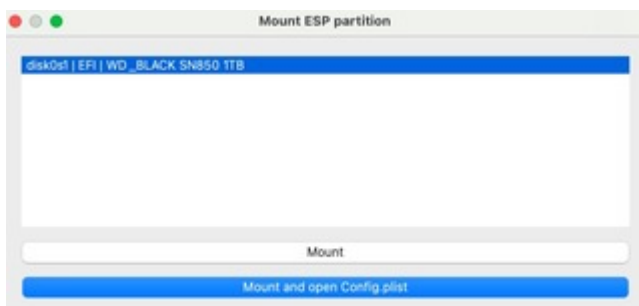 Mount ESP partition
disk0s1 | EFI | WD_BLACK SN850 1TB
Mount
Mount and open Config.plist